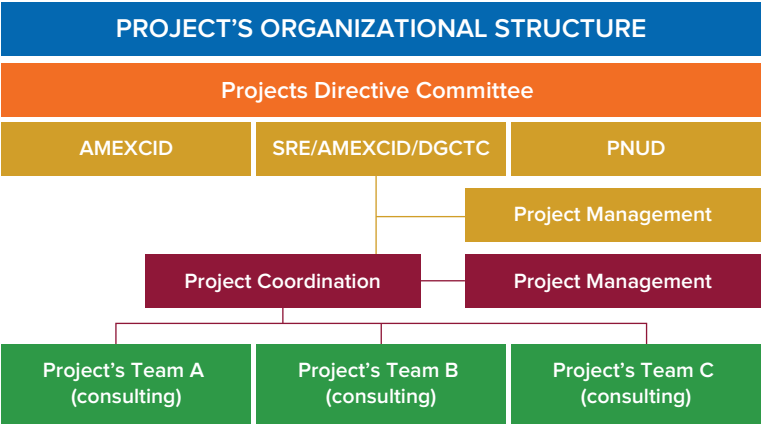 PROJECT’S ORGANIZATIONAL STRUCTURE
Projects Directive Committee
AMEXCID
SRE/AMEXCID/DGCTC
PNUD
Project Management
Project Coordination
Project Management
Project’s Team A
(consulting)
Project’s Team B
(consulting)
Project’s Team C
(consulting)